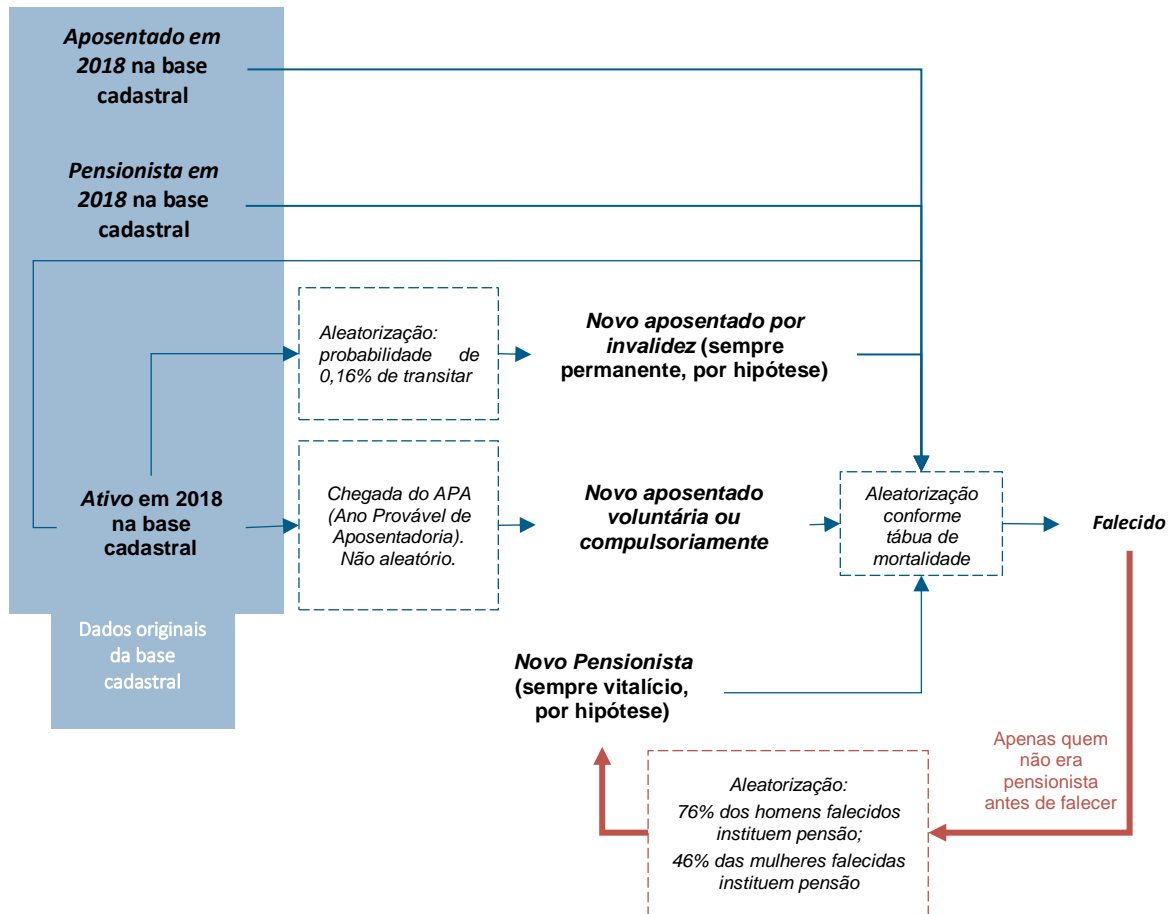 Aposentado em
2018 na base
cadastral
Pensionista em
2018 na base
cadastral
Aleatorização:
probabilidade de
0,16% de transitar
Novo aposentado por
invalidez (sempre
permanente, por hipótese)
Ativo em 2018
na base
cadastral
Chegada do APA
(Ano Provável de
Aposentadoria).
Não aleatório.
Novo aposentado
voluntária ou
compulsoriamente
Aleatorização
conforme
tábua de
mortalidade
Falecido
Dados originais
da base
cadastral
Novo Pensionista
(sempre vitalício,
por hipótese)
Apenas quem
não era
pensionista
antes de falecer
Aleatorização:
76% dos homens falecidos
instituem pensão;
46% das mulheres falecidas
instituem pensão